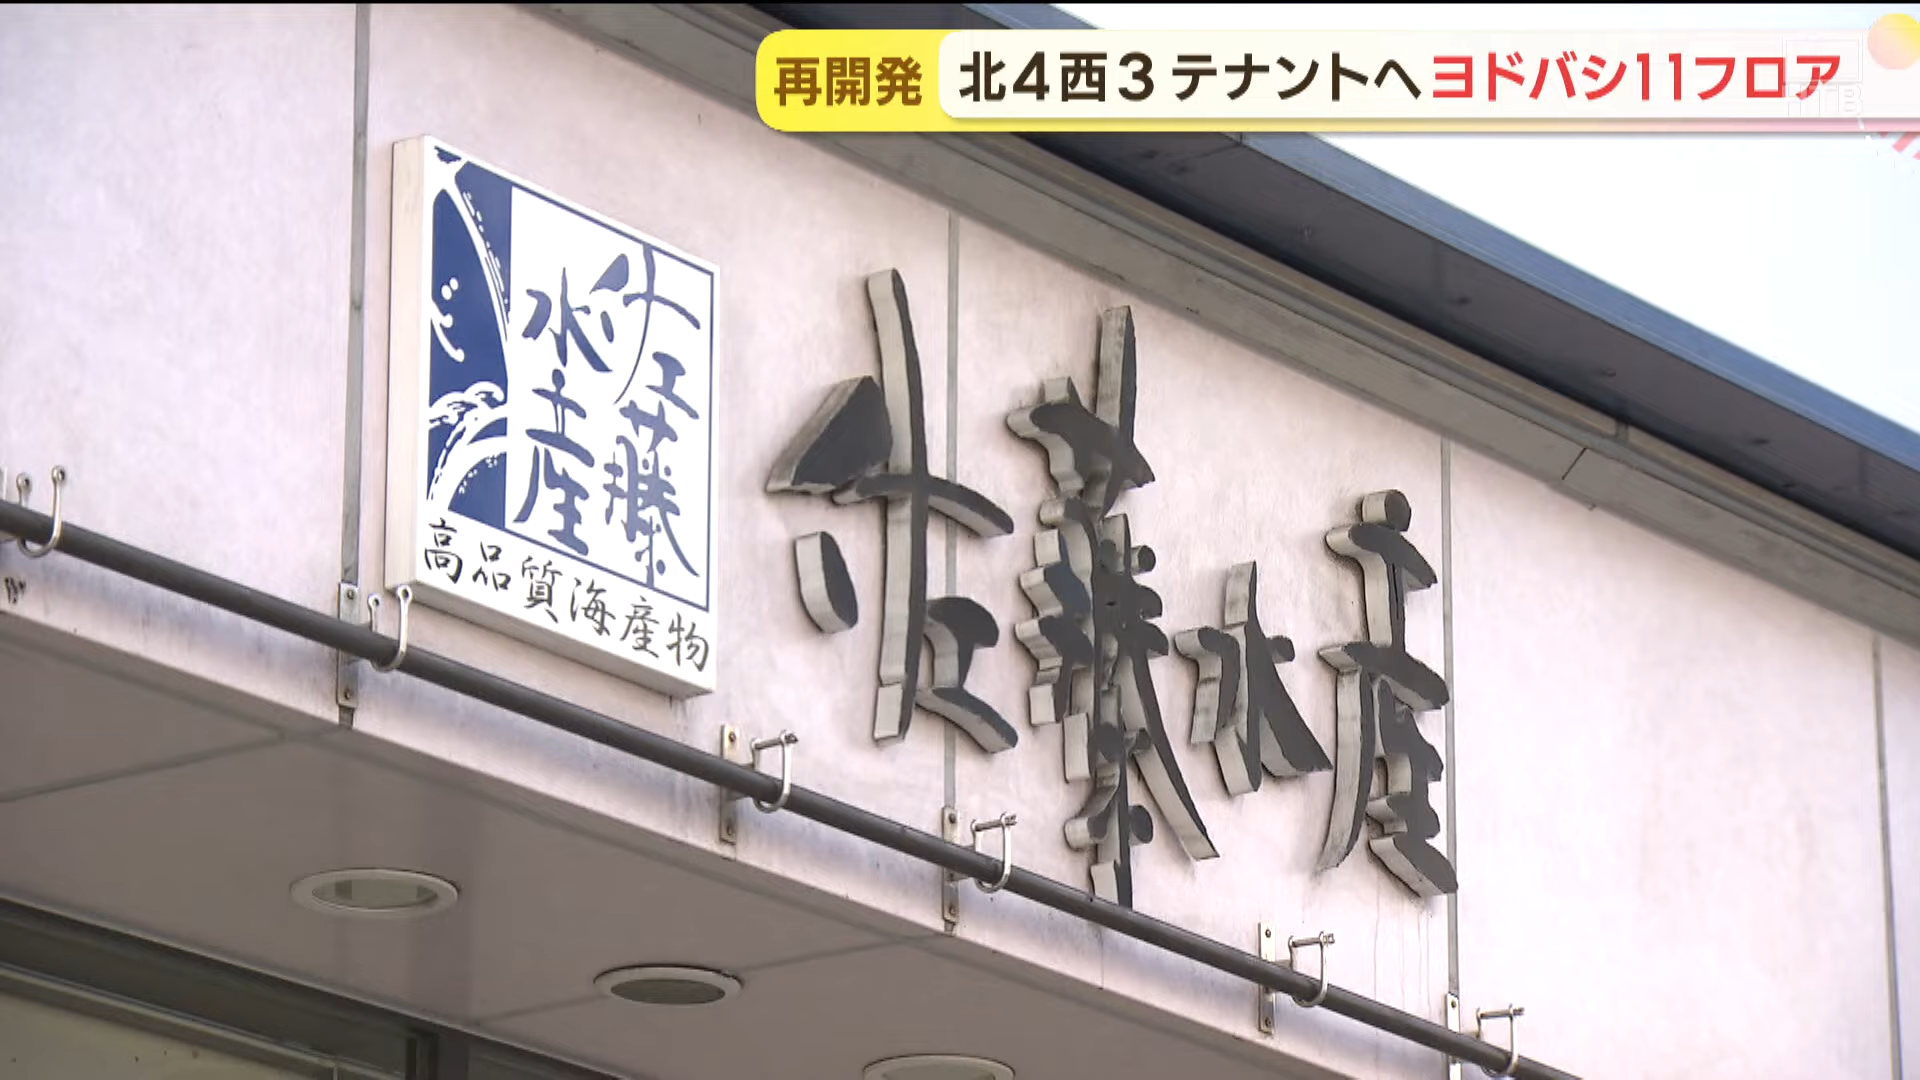 再開発
北4西3 テナントへ ヨドバシ11フロア
HTB
佐藤
水産
高品質海産物
佐藤水産